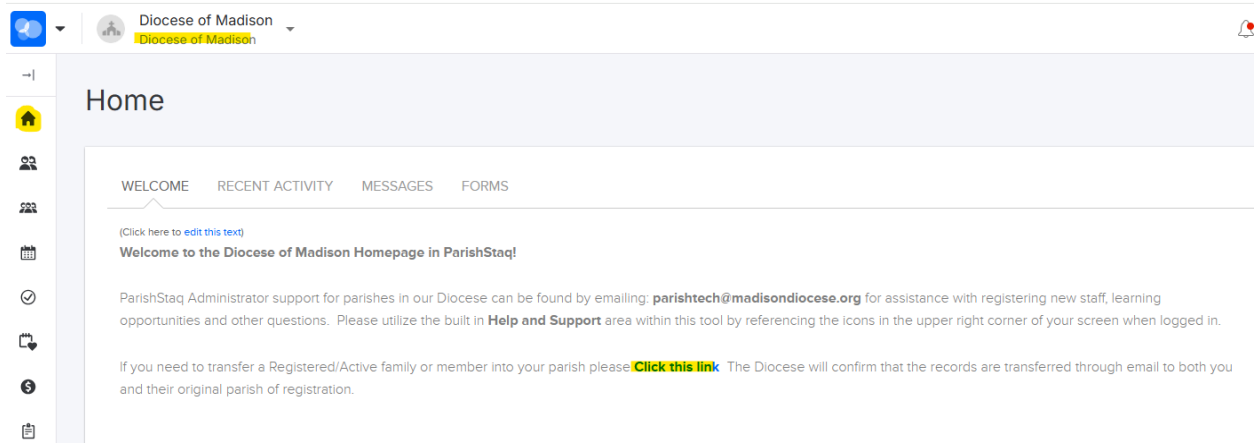 Diocese of Madison
Diocese of Madison
Home
WELCOME RECENT ACTIVITY MESSAGES FORMS
(Click here to edit this text)
Welcome to the Diocese of Madison Homepage in ParishStaq!
ParishStaq Administrator support for parishes in our Diocese can be found by emailing: parishtech@madisondiocese.org for assistance with registering new staff, learning
opportunities and other questions. Please utilize the built in Help and Support area within this tool by referencing the icons in the upper right corner of your screen when logged in.
If you need to transfer a Registered/Active family or member into your parish please Click this link The Diocese will confirm that the records are transferred through email to both you
and their original parish of registration.